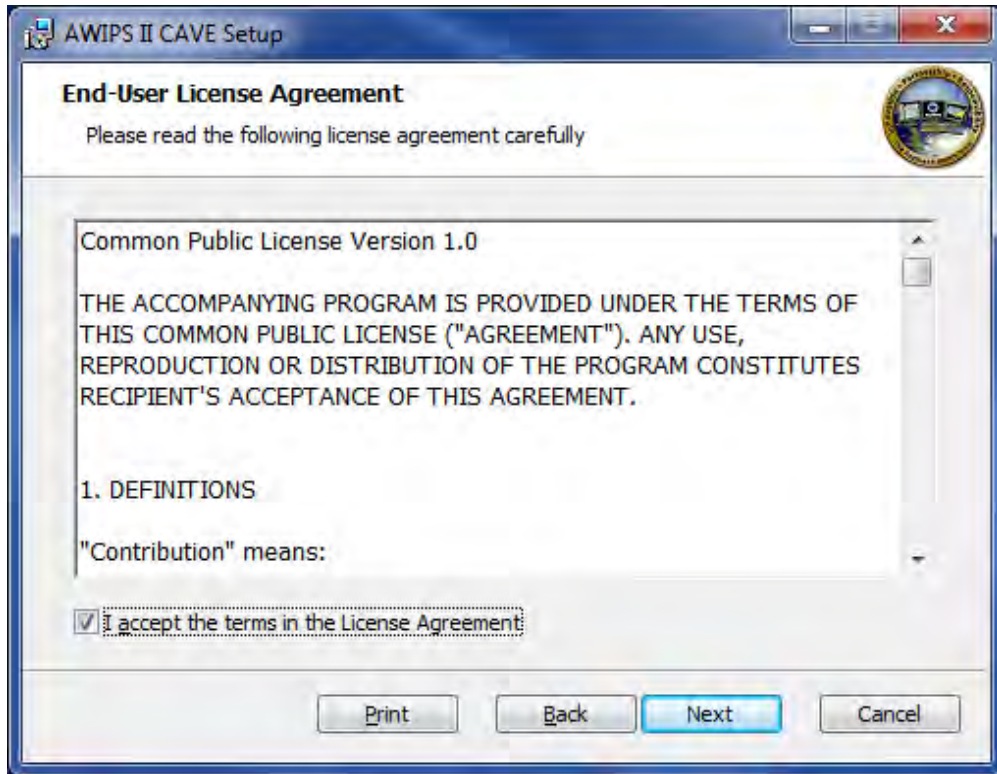 AWIPS II CAVE Setup
End-User License Agreement
Please read the following license agreement carefully
Common Public License Version 1.0
THE ACCOMPANYING PROGRAM IS PROVIDED UNDER THE TERMS OF
THIS COMMON PUBLIC LICENSE ("AGREEMENT"). ANY USE,
REPRODUCTION OR DISTRIBUTION OF THE PROGRAM CONSTITUTES
RECIPIENT'S ACCEPTANCE OF THIS AGREEMENT.
1. DEFINITIONS
"Contribution" means:
I accept the terms in the License Agreement
Print Back Next Cancel